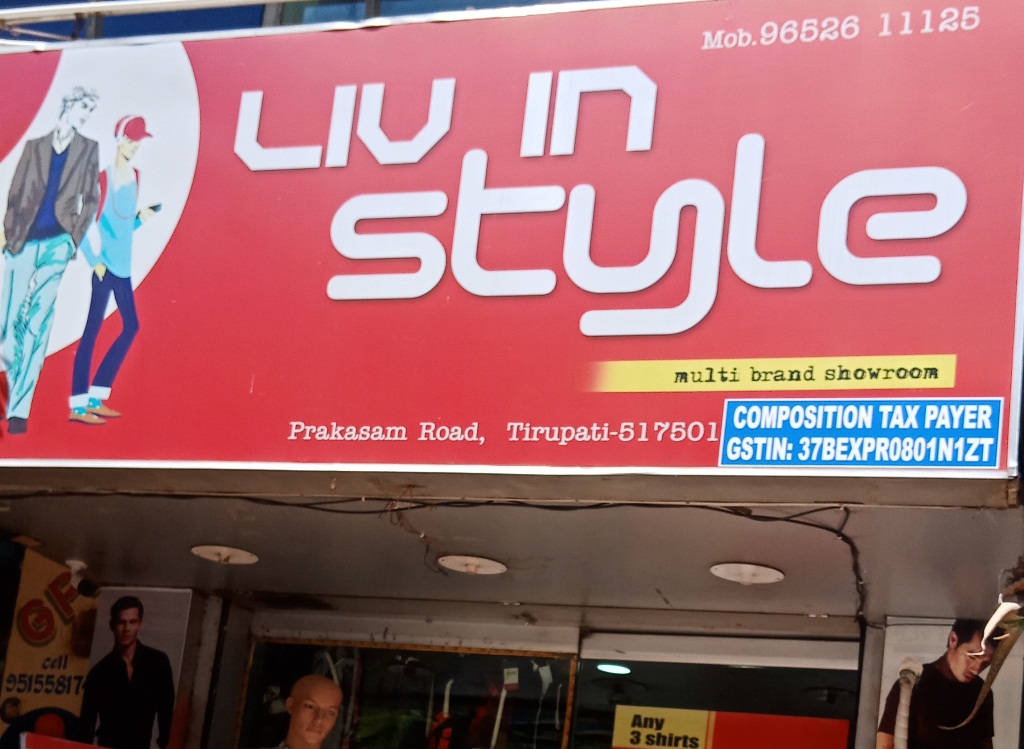 Mob.96526 11125
LIV IN
style
multi brand showroom
Prakasam Road, Tirupati-517501
COMPOSITION TAX PAYER
GSTIN: 37BEXPR0801N1ZT
cell
Any
3 shirts